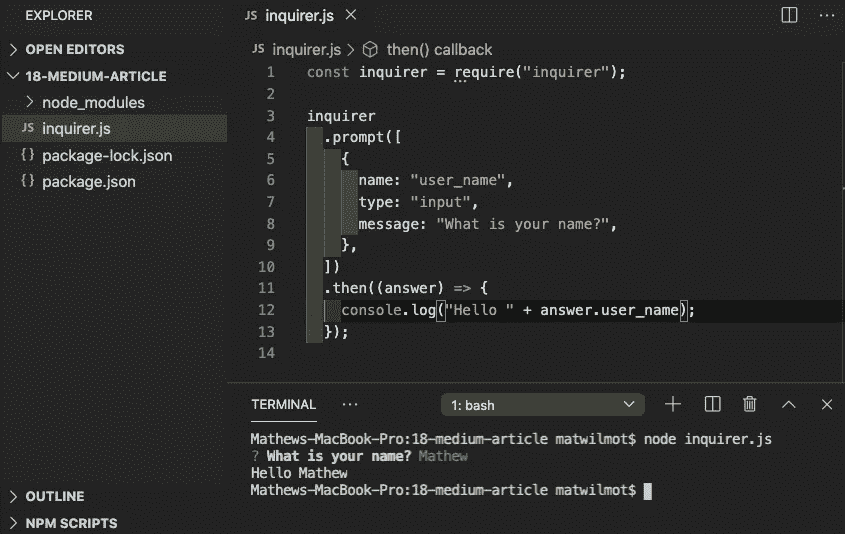 EXPLORER
OPEN EDITORS
18-MEDIUM-ARTICLE
node_modules
JS inquirer.js
{} package-lock.json
{} package.json
OUTLINE
NPM SCRIPTS
JS inquirer.js
JS inquirer.js > then() callback
1 const inquirer = require("inquirer");
2
3 inquirer
4 .prompt([
5 {
6 name: "user_name",
7 type: "input",
8 message: "What is your name?",
9 },
10 ])
11 .then((answer) => {
12 console.log("Hello " + answer.user_name);
13 });
14
TERMINAL ··· 1: bash
Mathews-MacBook-Pro:18-medium-article matwilmot$ node inquirer.js
? What is your name? Mathew
Hello Mathew
Mathews-MacBook-Pro:18-medium-article matwilmot$